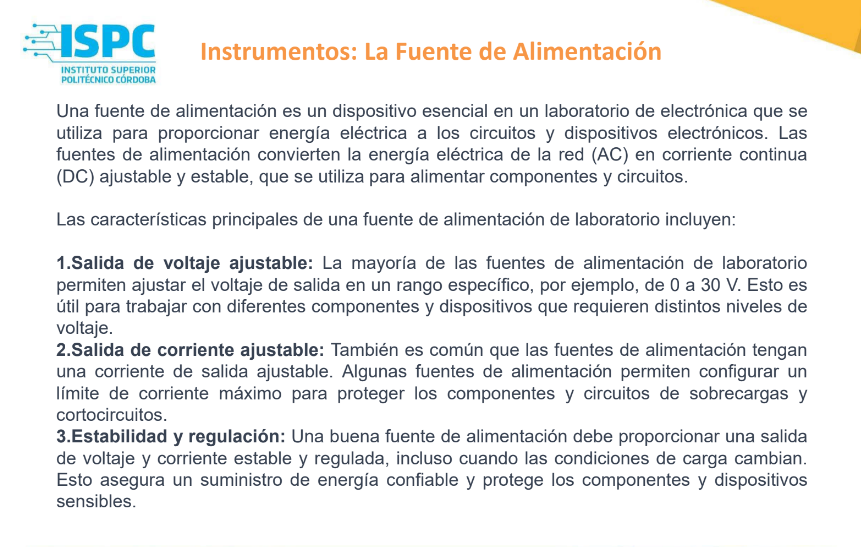 ISPC
INSTITUTO SUPERIOR
POLITÉCNICO CÓRDOBA
Instrumentos: La Fuente de Alimentación
Una fuente de alimentación es un dispositivo esencial en un laboratorio de electrónica que se
utiliza para proporcionar energía eléctrica a los circuitos y dispositivos electrónicos. Las
fuentes de alimentación convierten la energía eléctrica de la red (AC) en corriente continua
(DC) ajustable y estable, que se utiliza para alimentar componentes y circuitos.
Las características principales de una fuente de alimentación de laboratorio incluyen:
1.Salida de voltaje ajustable: La mayoría de las fuentes de alimentación de laboratorio
permiten ajustar el voltaje de salida en un rango específico, por ejemplo, de 0 a 30 V. Esto es
útil para trabajar con diferentes componentes y dispositivos que requieren distintos niveles de
voltaje.
2.Salida de corriente ajustable: También es común que las fuentes de alimentación tengan
una corriente de salida ajustable. Algunas fuentes de alimentación permiten configurar un
límite de corriente máximo para proteger los componentes y circuitos de sobrecargas y
cortocircuitos.
3.Estabilidad y regulación: Una buena fuente de alimentación debe proporcionar una salida
de voltaje y corriente estable y regulada, incluso cuando las condiciones de carga cambian.
Esto asegura un suministro de energía confiable y protege los componentes y dispositivos
sensibles.